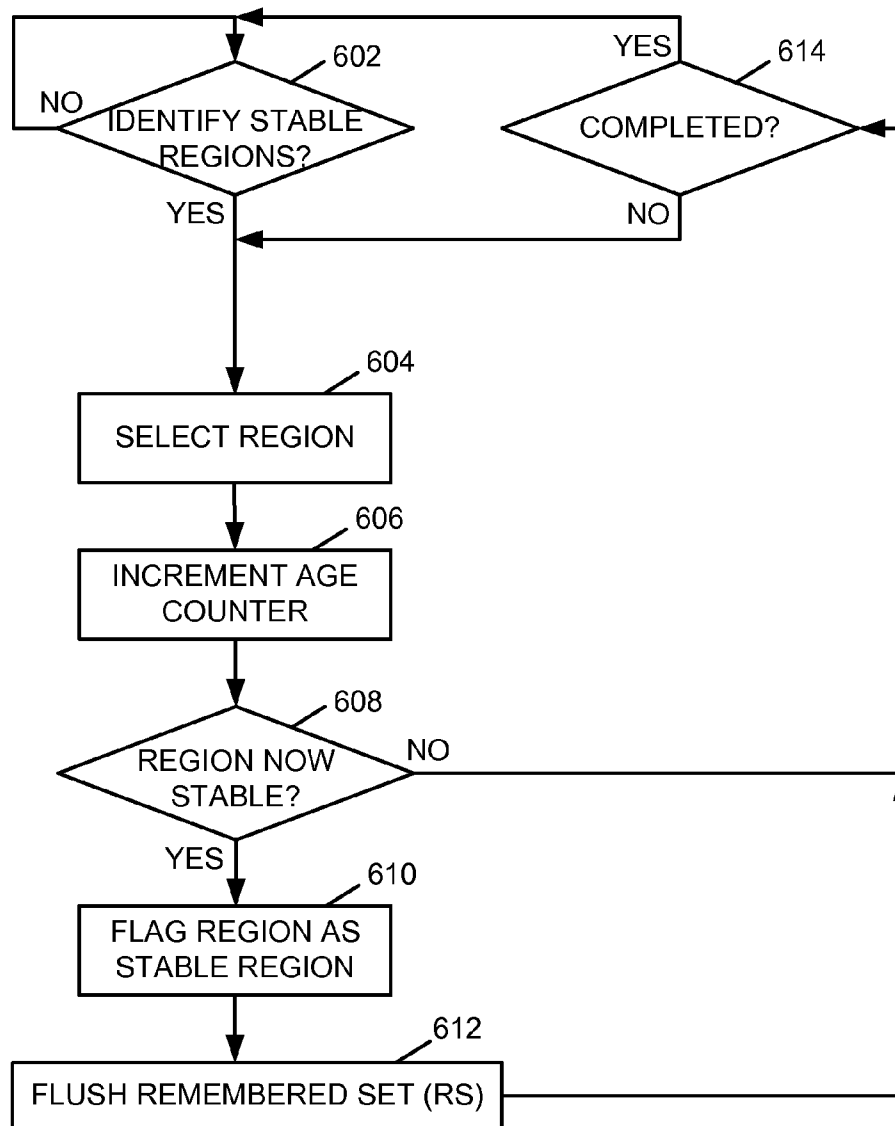 602
YES
614
NO
IDENTIFY STABLE
REGIONS?
COMPLETED?
YES
NO
604
SELECT REGION
606
INCREMENT AGE
COUNTER
608
REGION NOW
STABLE?
NO
YES
610
FLAG REGION AS
STABLE REGION
612
FLUSH REMEMBERED SET (RS)